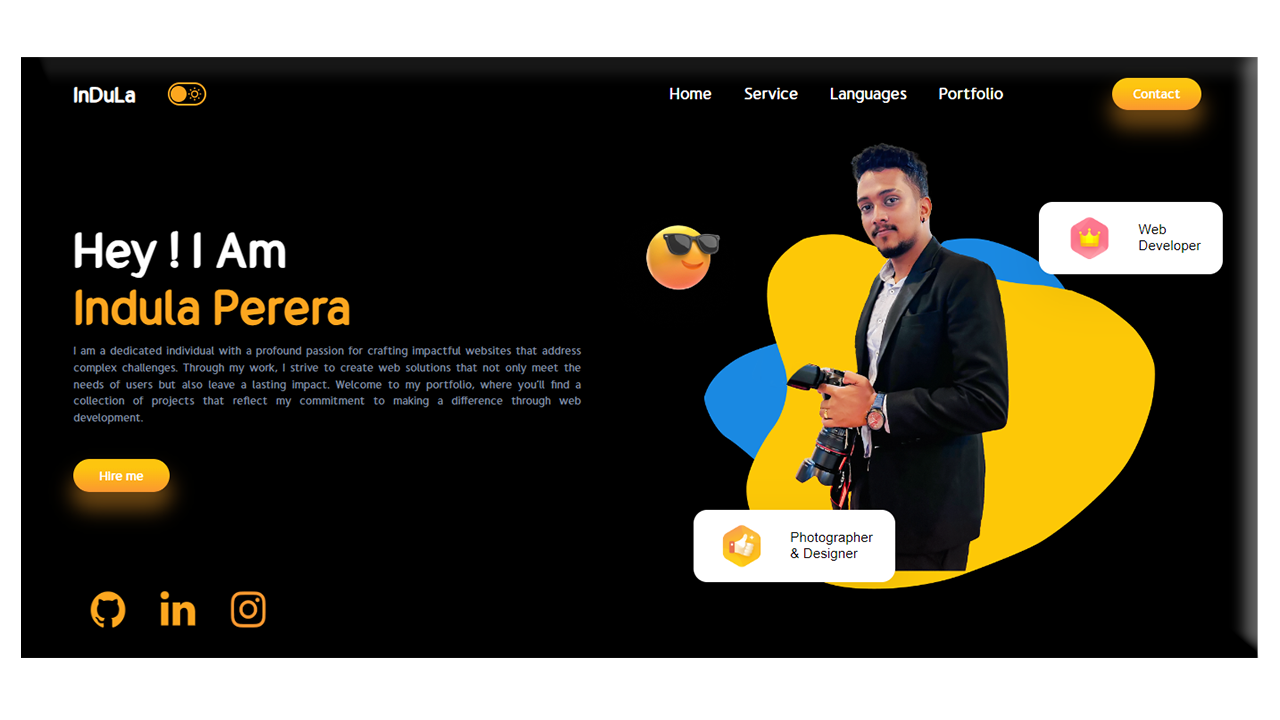 InDuLa
Home Service Languages Portfolio
Contact
Hey ! I Am
Indula Perera
I am a dedicated individual with a profound passion for crafting impactful websites that address
complex challenges. Through my work, I strive to create web solutions that not only meet the
needs of users but also leave a lasting impact. Welcome to my portfolio, where you'll find a
collection of projects that reflect my commitment to making a difference through web
development.
Hire me
Web
Developer
Photographer
& Designer
in